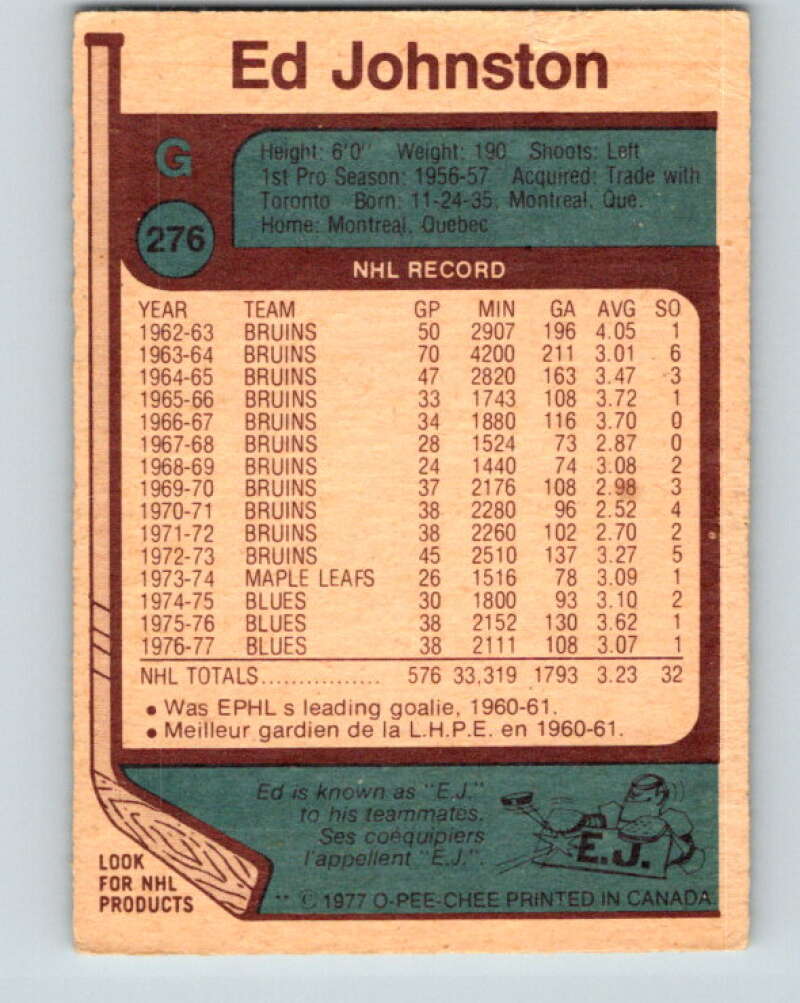 Ed Johnston
G
276
Height: 6'0" Weight: 190 Shoots: Left
1st Pro Season: 1956-57 Acquired: Trade with
Toronto Born: 11-24-35, Montreal, Que.
Home: Montreal, Quebec
NHL RECORD
YEAR TEAM GP MIN GA AVG SO
1962-63 BRUINS 50 2907 196 4.05 1
1963-64 BRUINS 70 4200 211 3.01 6
1964-65 BRUINS 47 2820 163 3.47 3
1965-66 BRUINS 33 1743 108 3.72 1
1966-67 BRUINS 34 1880 116 3.70 0
1967-68 BRUINS 28 1524 73 2.87 0
1968-69 BRUINS 24 1440 74 3.08 2
1969-70 BRUINS 37 2176 108 2.98 3
1970-71 BRUINS 38 2280 96 2.52 4
1971-72 BRUINS 38 2260 102 2.70 2
1972-73 BRUINS 45 2510 137 3.27 5
1973-74 MAPLE LEAFS 26 1516 78 3.09 1
1974-75 BLUES 30 1800 93 3.10 2
1975-76 BLUES 38 2152 130 3.62 1
1976-77 BLUES 38 2111 108 3.07 1
NHL TOTALS................ 576 33,319 1793 3.23 32
• Was EPHL s leading goalie, 1960-61.
• Meilleur gardien de la L.H.P.E. en 1960-61.
Ed is known as "E.J."
to his teammates.
Ses coéquipiers
l'appellent "E.J.".
E.J.
LOOK
FOR NHL
PRODUCTS
** © 1977 O-PEE-CHEE PRINTED IN CANADA